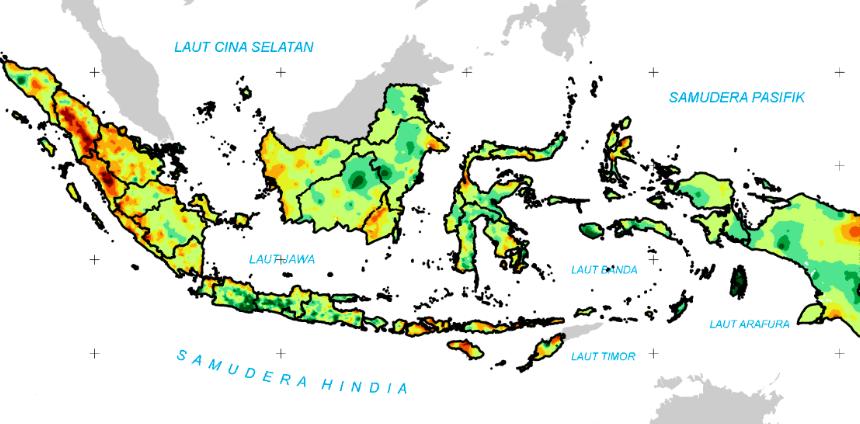 LAUT CINA SELATAN
SAMUDERA PASIFIK
LAUT JAWA
LAUT BANDA
LAUT ARAFURA
LAUT TIMOR
SAMUDERA HINDIA